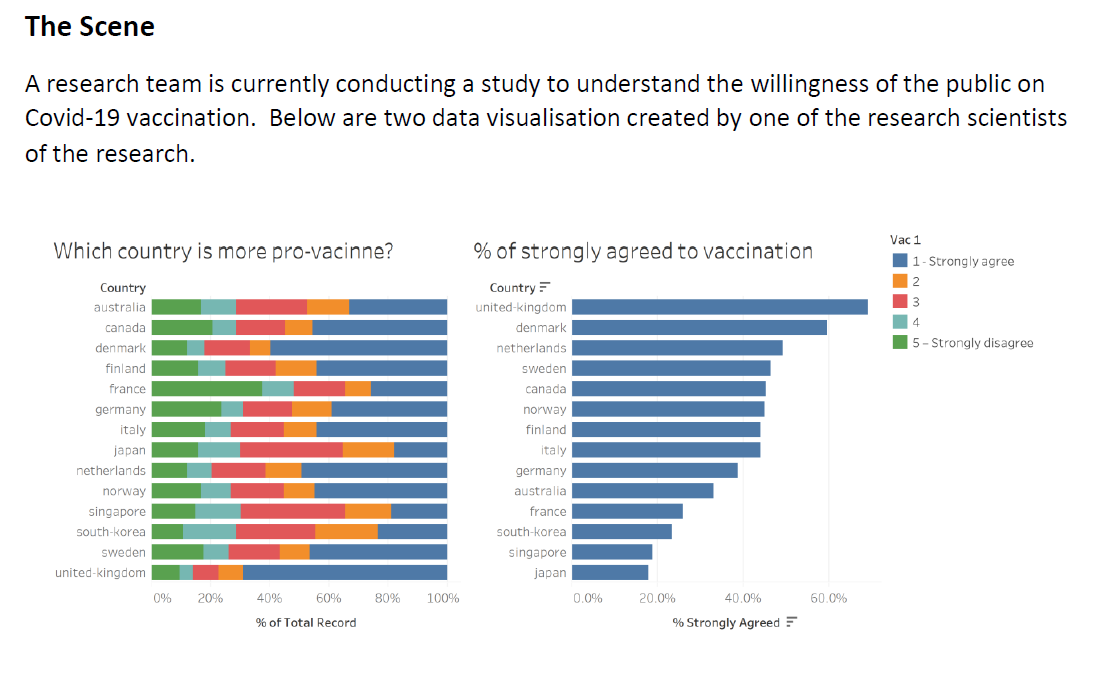 The Scene
A research team is currently conducting a study to understand the willingness of the public on
Covid-19 vaccination.  Below are two data visualisation created by one of the research scientists
of the research.
Which country is more pro-vacinne?
Country
australia
canada
denmark
finland
france
germany
italy
japan
netherlands
norway
singapore
south-korea
sweden
united-kingdom
0% 20% 40% 60% 80% 100%
% of Total Record
% of strongly agreed to vaccination
Country
united-kingdom
denmark
netherlands
sweden
canada
norway
finland
italy
germany
australia
france
south-korea
singapore
japan
0.0% 20.0% 40.0% 60.0%
% Strongly Agreed
Vac 1
1 - Strongly agree
2
3
4
5 – Strongly disagree